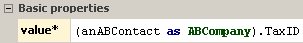 Basic properties
value* (anABContact as ABCompany).TaxID